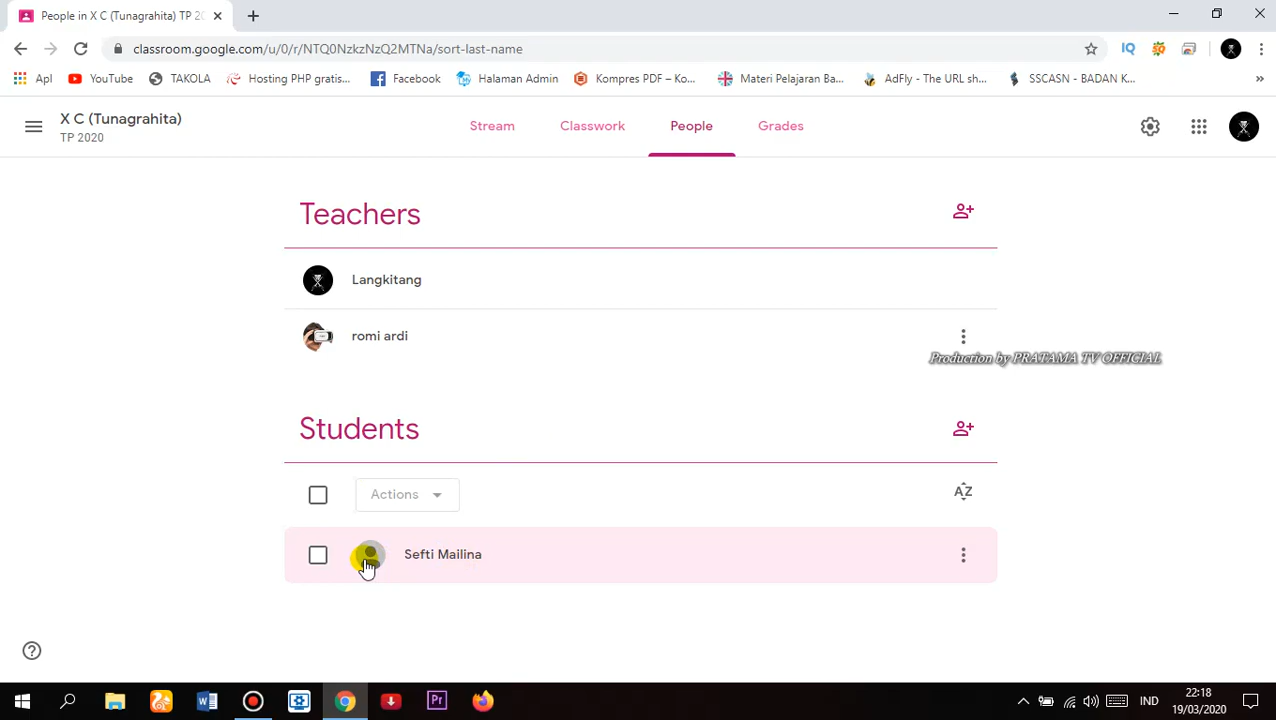 People in X C (Tunagrahita) TP 20
classroom.google.com/u/0/r/NTQ0NzkzNzQ2MTNa/sort-last-name
IQ
Apl
YouTube
TAKOLA
Hosting PHP gratis...
Facebook
Halaman Admin
Kompres PDF – Ko...
Materi Pelajaran Ba...
AdFly - The URL sh...
SSCASN - BADAN K...
»
X C (Tunagrahita)
TP 2020
Stream
Classwork
People
Grades
Teachers
Langkitang
romi ardi
Production by PRATAMA TV OFFICIAL
Students
Actions
AZ
Sefti Mailina
W
Pr
IND
22:18
19/03/2020